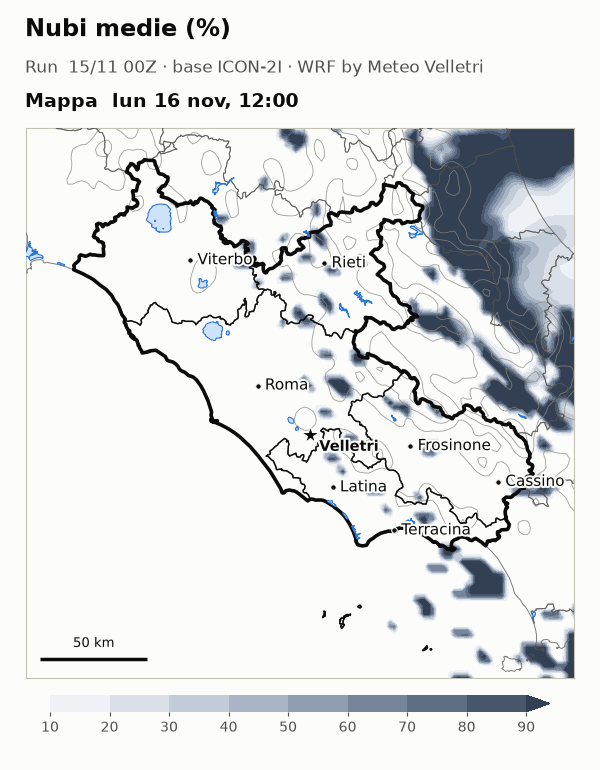 Nubi medie (%)
Run 15/11 00Z · base ICON-2I · WRF by Meteo Velletri
Mappa lun 16 nov, 12:00
Viterbo
Rieti
Roma
Velletri
Frosinone
Latina
Cassino
Terracina
50 km
10 20 30 40 50 60 70 80 90